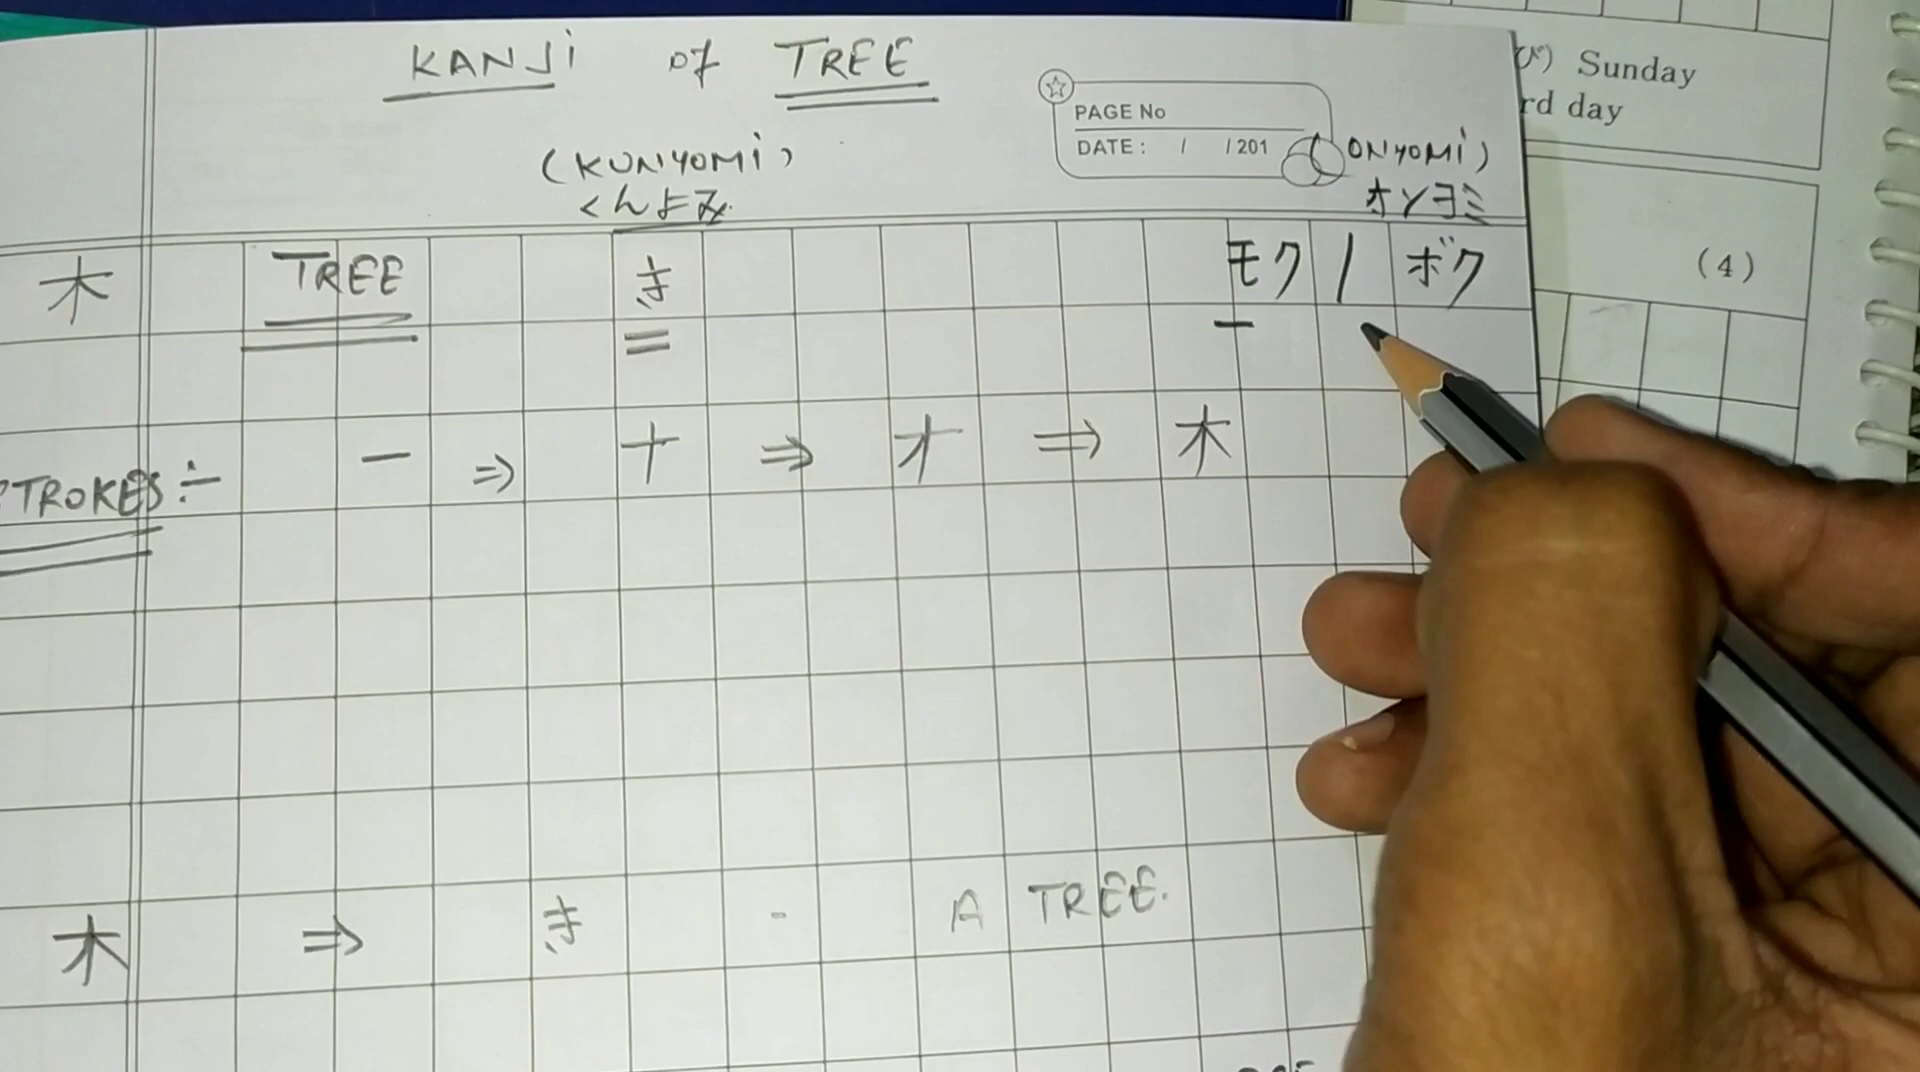 KANJi of TREE
び) Sunday
rd day
PAGE No
DATE : / / 201
(KUNYOMi)
くんよみ
(ONYOMi)
オンヨミ
木 TREE き モク / ボク
(4)
STROKES :- 一 ⇒ 十 ⇒ 才 ⇒ 木
木 ⇒ き - A TREE.